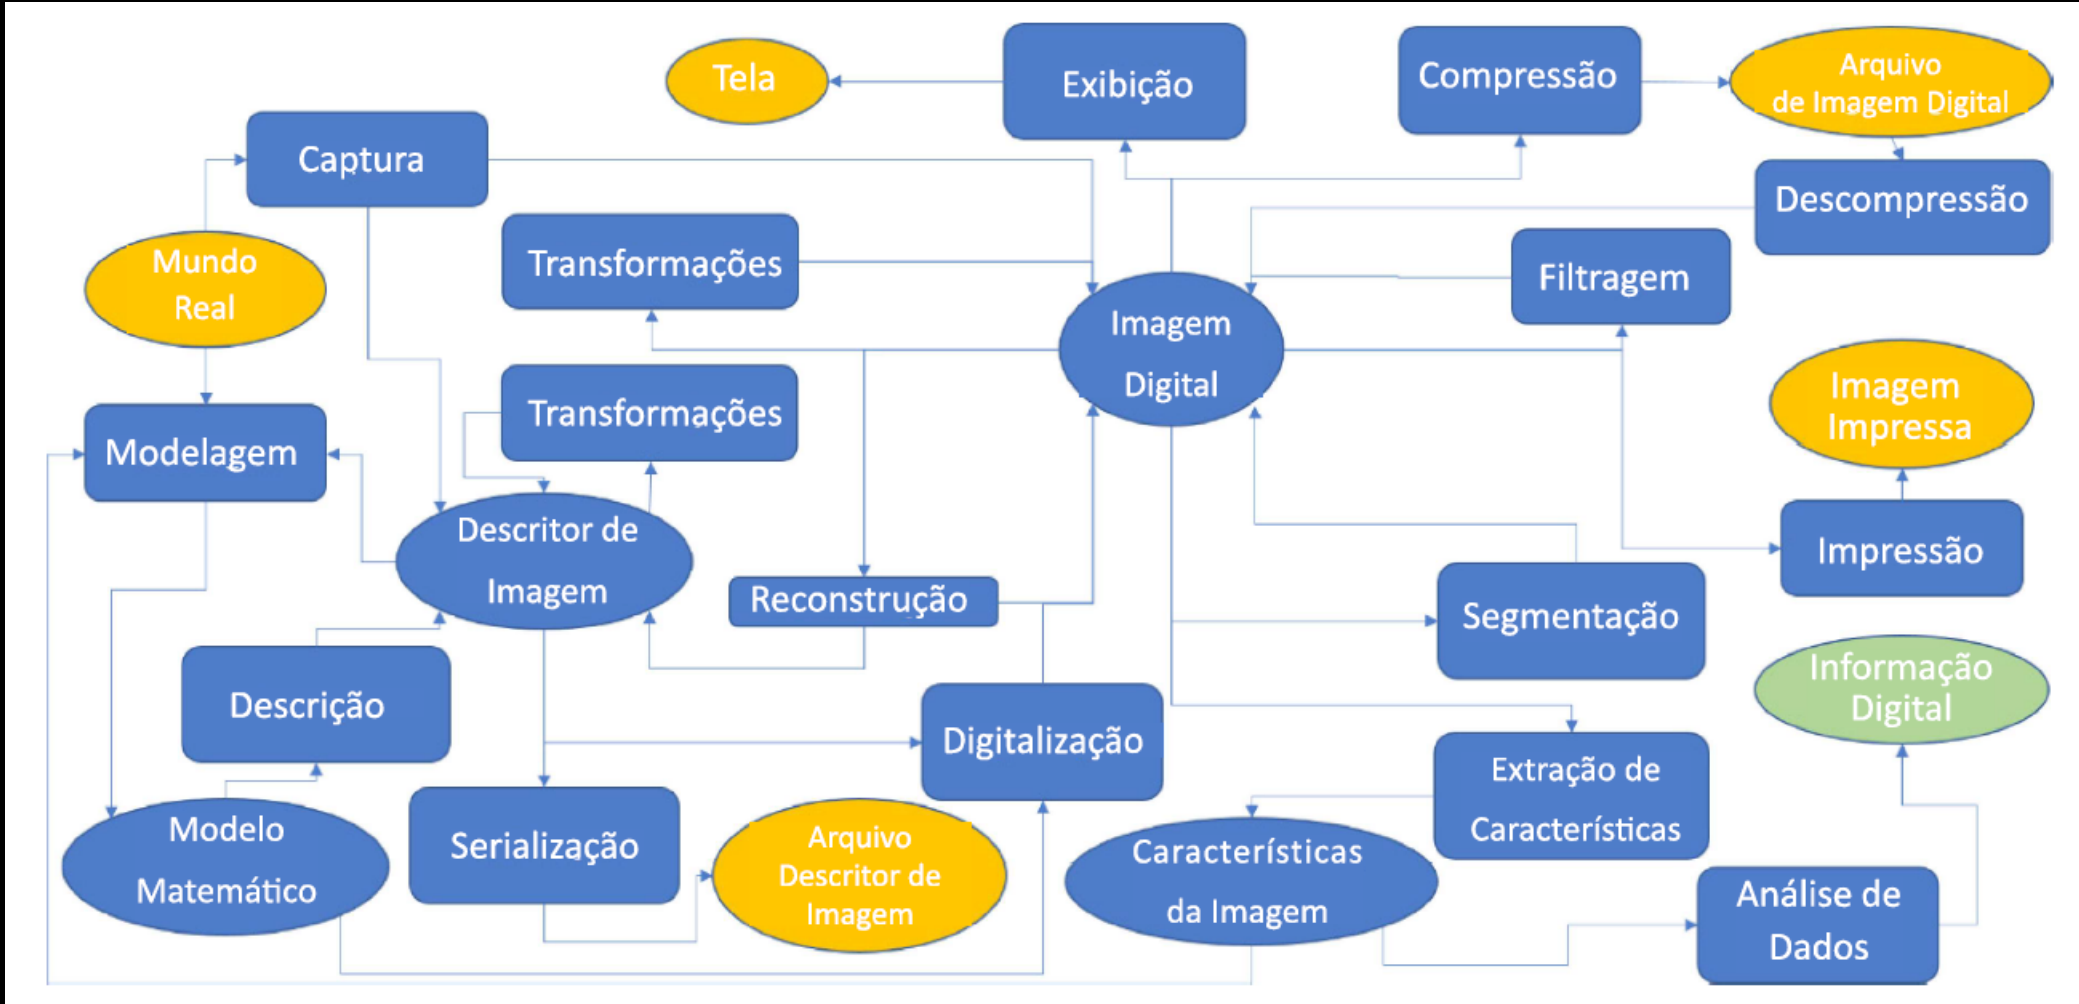 Tela
Exibição
Compressão
Arquivo
de Imagem Digital
Captura
Descompressão
Mundo
Real
Transformações
Filtragem
Imagem
Digital
Imagem
Impressa
Transformações
Modelagem
Descritor de
Imagem
Reconstrução
Impressão
Segmentação
Informação
Digital
Descrição
Digitalização
Extração de
Características
Modelo
Matemático
Serialização
Arquivo
Descritor de
Imagem
Características
da Imagem
Análise de
Dados